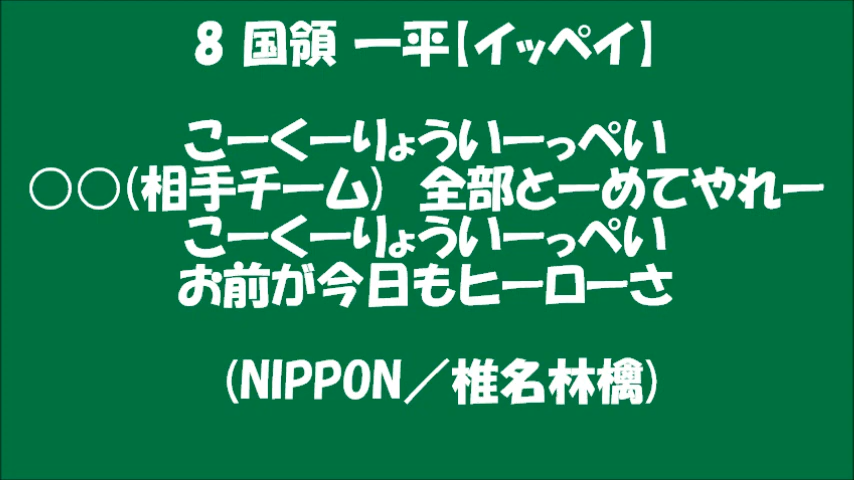 8 国領 一平【イッペイ】
こーくーりょういーっぺい
○○(相手チーム) 全部とーめてやれー
こーくーりょういーっぺい
お前が今日もヒーローさ
(NIPPON／椎名林檎)